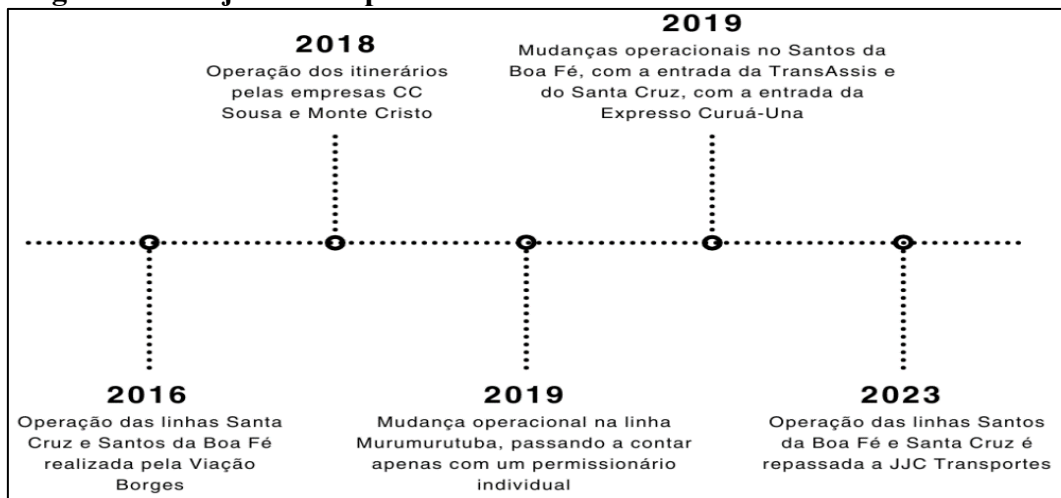 2018
Operação dos itinerários
pelas empresas CC
Sousa e Monte Cristo
2019
Mudanças operacionais no Santos da
Boa Fé, com a entrada da TransAssis e
do Santa Cruz, com a entrada da
Expresso Curuá-Una
2016
Operação das linhas Santa
Cruz e Santos da Boa Fé
realizada pela Viação
Borges
2019
Mudança operacional na linha
Murumurutuba, passando a contar
apenas com um permissionário
individual
2023
Operação das linhas Santos
da Boa Fé e Santa Cruz é
repassada a JJC Transportes